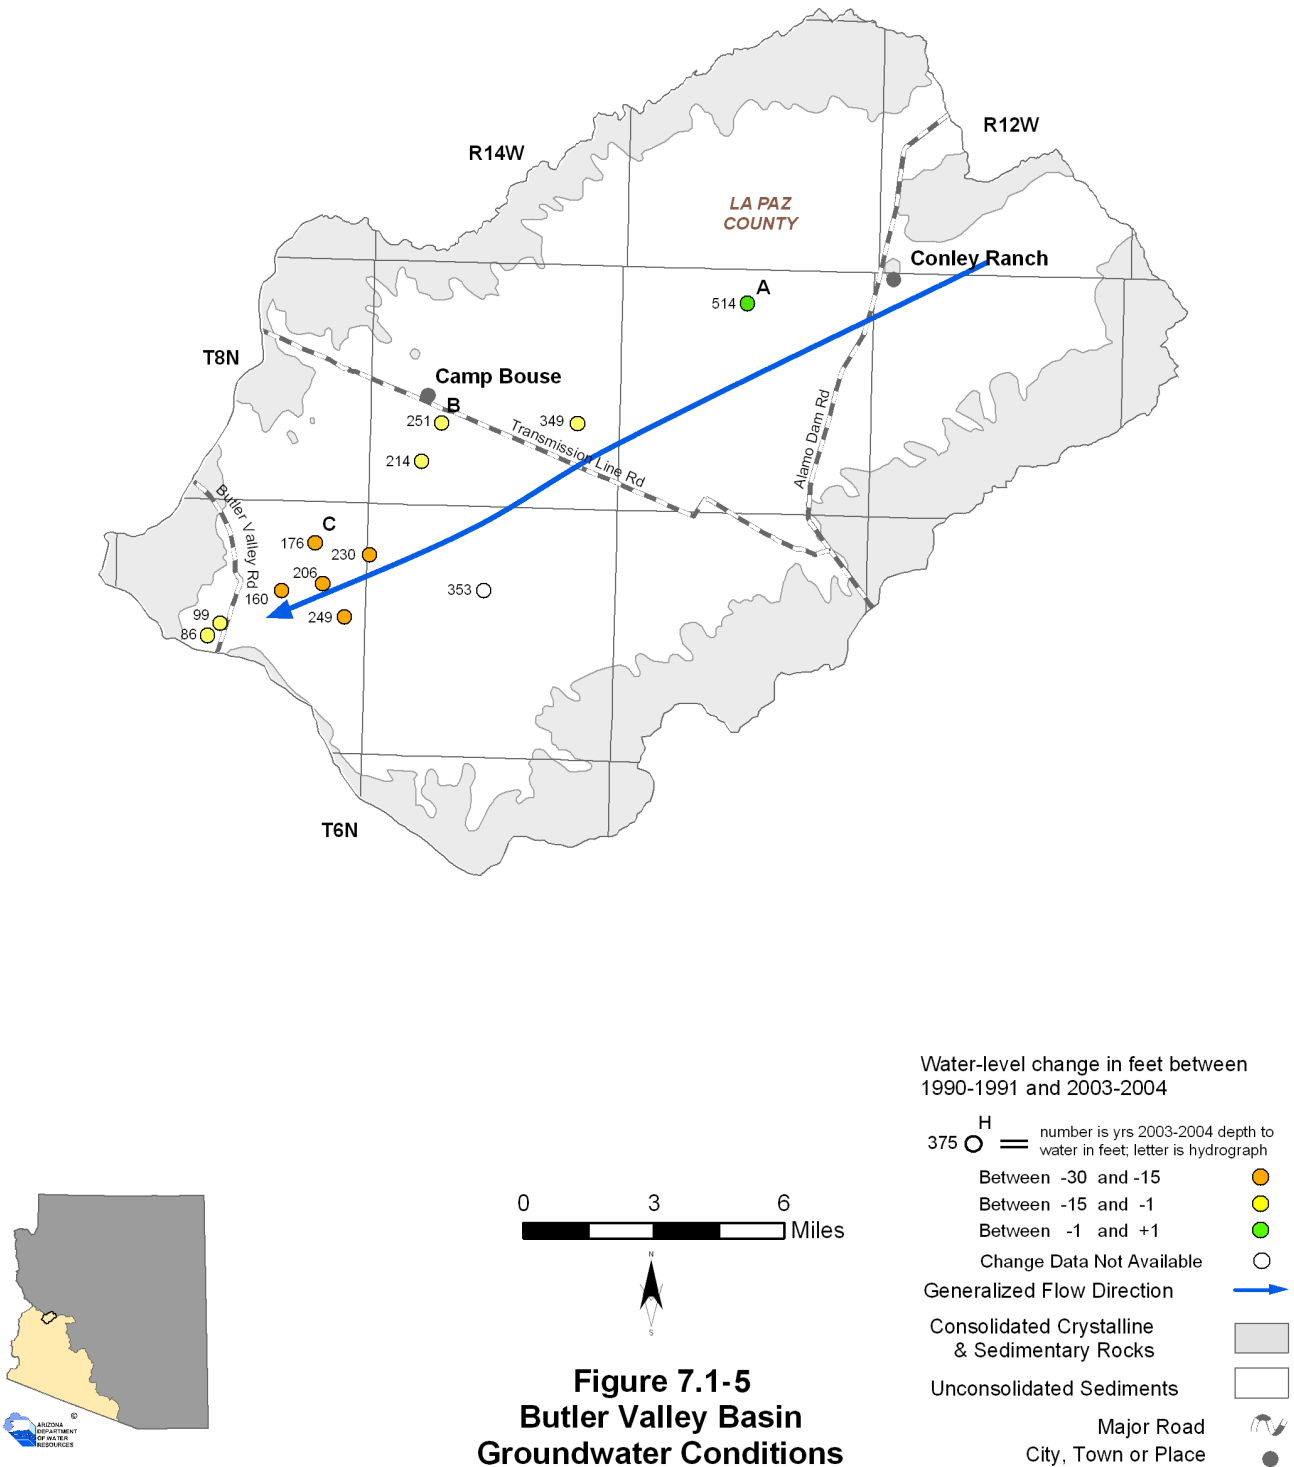 R12W
R14W
LA PAZ
COUNTY
Conley Ranch
A
514
T8N
Camp Bouse
B
251
349
Transmission Line Rd
Alamo Dam Rd
214
Butler Valley Rd
C
176
230
206
160
353
99
249
86
T6N
Water-level change in feet between
1990-1991 and 2003-2004
H
375
number is yrs 2003-2004 depth to
water in feet; letter is hydrograph
Between -30 and -15
Between -15 and -1
Between -1 and +1
Change Data Not Available
Generalized Flow Direction
Consolidated Crystalline
& Sedimentary Rocks
Unconsolidated Sediments
Major Road
City, Town or Place
0 3 6
Miles
N
S
Figure 7.1-5
Butler Valley Basin
Groundwater Conditions
©
ARIZONA
DEPARTMENT
OF WATER
RESOURCES